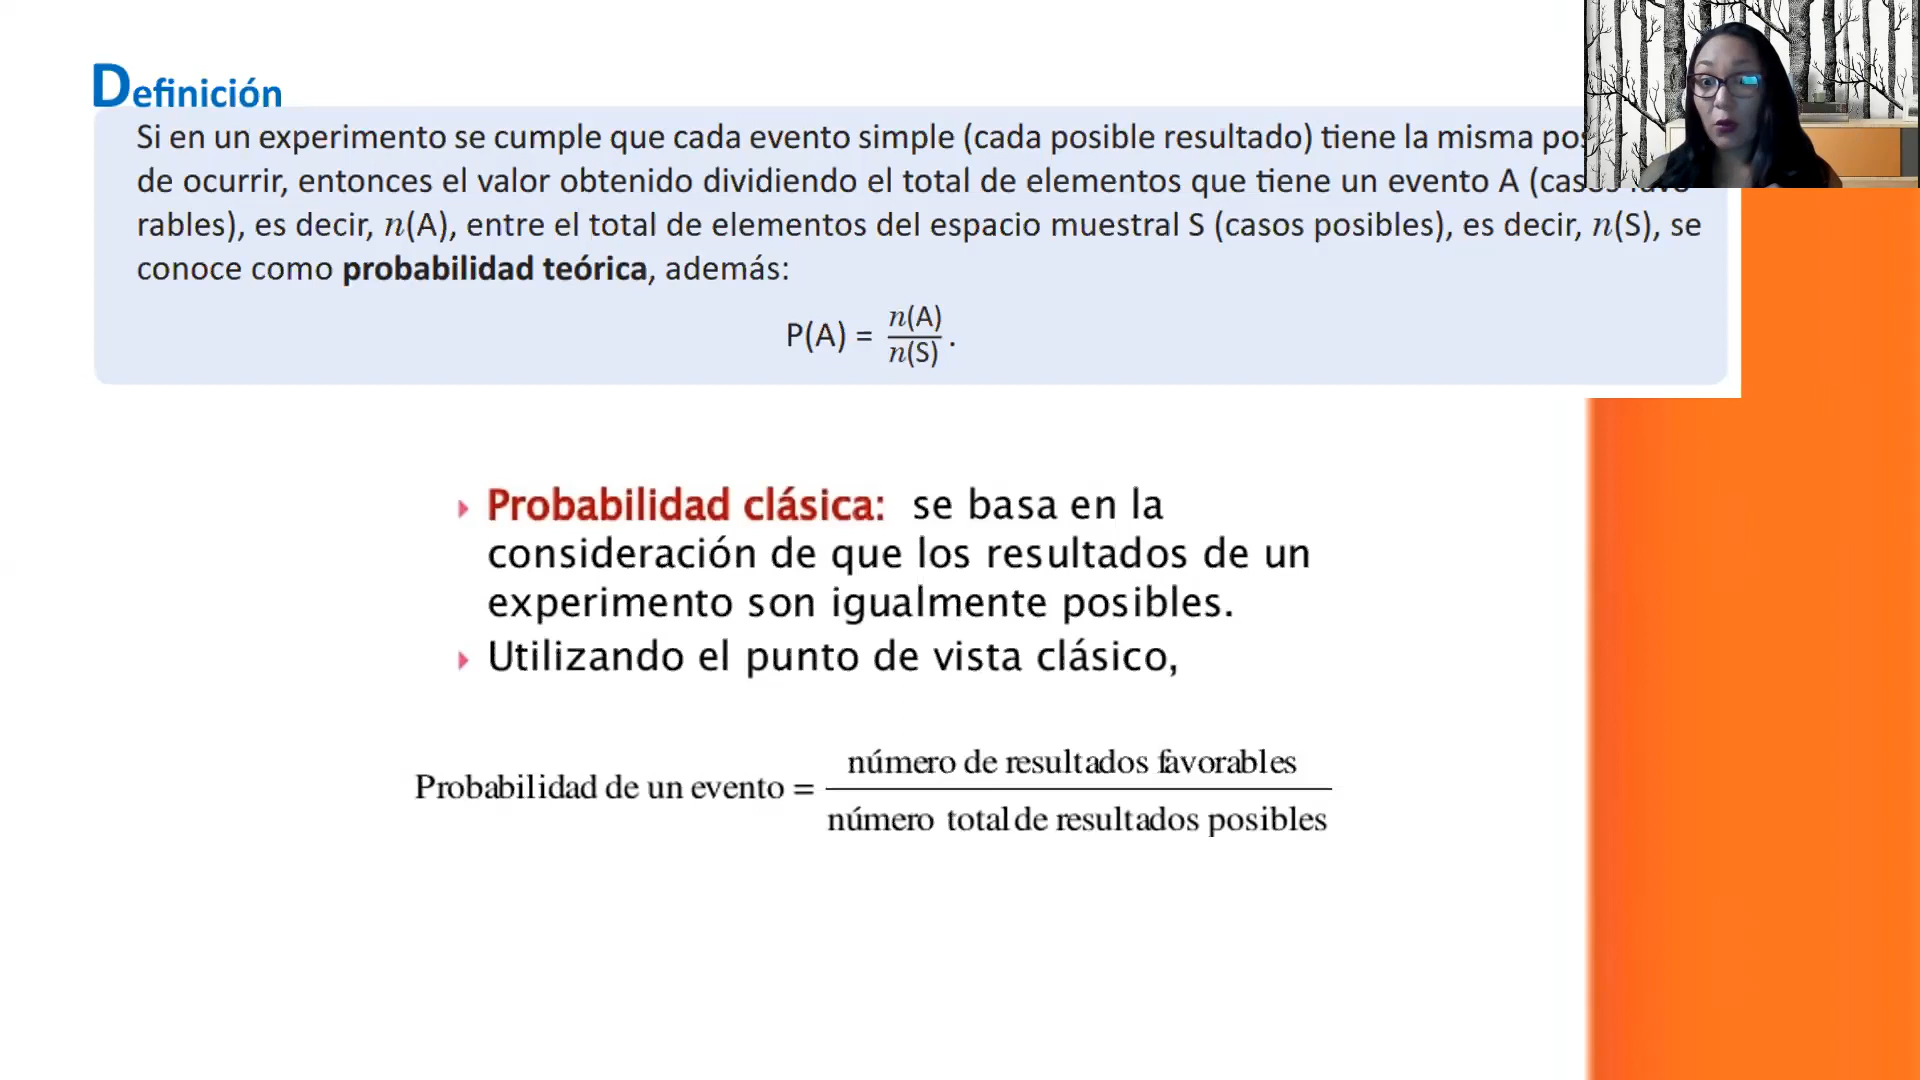 Definición
Si en un experimento se cumple que cada evento simple (cada posible resultado) tiene la misma
de ocurrir, entonces el valor obtenido dividiendo el total de elementos que tiene un evento A (casos
rables), es decir, n(A), entre el total de elementos del espacio muestral S (casos posibles), es decir, n(S), se
conoce como probabilidad teórica, además:
P(A) = n(A)/n(S).
Probabilidad clásica: se basa en la
consideración de que los resultados de un
experimento son igualmente posibles.
Utilizando el punto de vista clásico,
número de resultados favorables
Probabilidad de un evento =
número total de resultados posibles